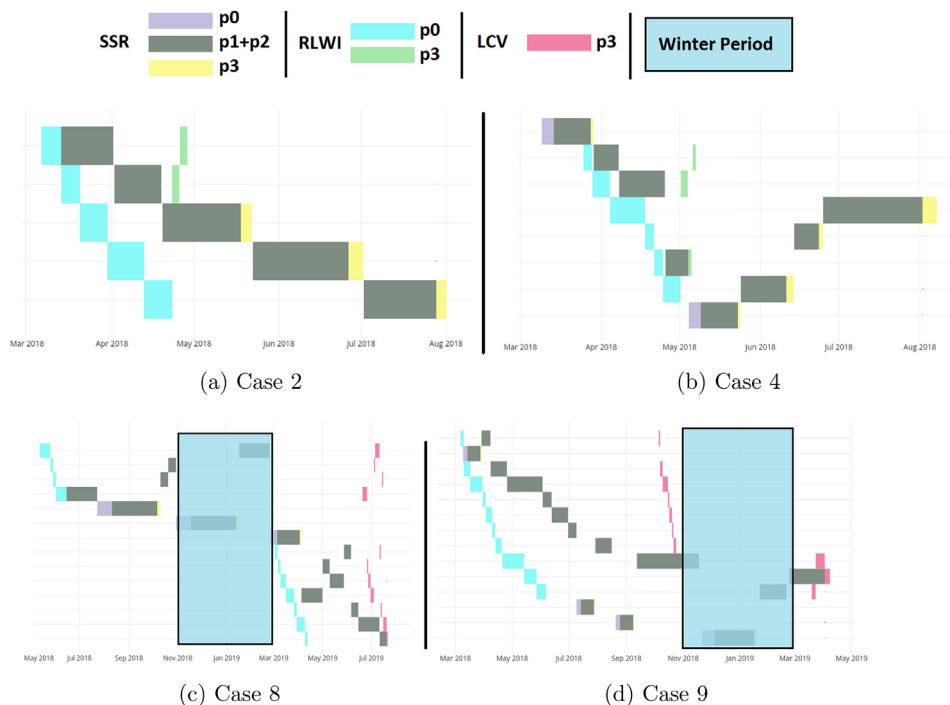 SSR
p0
p1+p2
p3
RLWI
p0
p3
LCV
p3
Winter Period
Mar 2018 Apr 2018 May 2018 Jun 2018 Jul 2018 Aug 2018
(a) Case 2
Mar 2018 Apr 2018 May 2018 Jun 2018 Jul 2018 Aug 2018
(b) Case 4
May 2018 Jul 2018 Sep 2018 Nov 2018 Jan 2019 Mar 2019 May 2019 Jul 2019
(c) Case 8
Mar 2018 May 2018 Jul 2018 Sep 2018 Nov 2018 Jan 2019 Mar 2019 May 2019
(d) Case 9